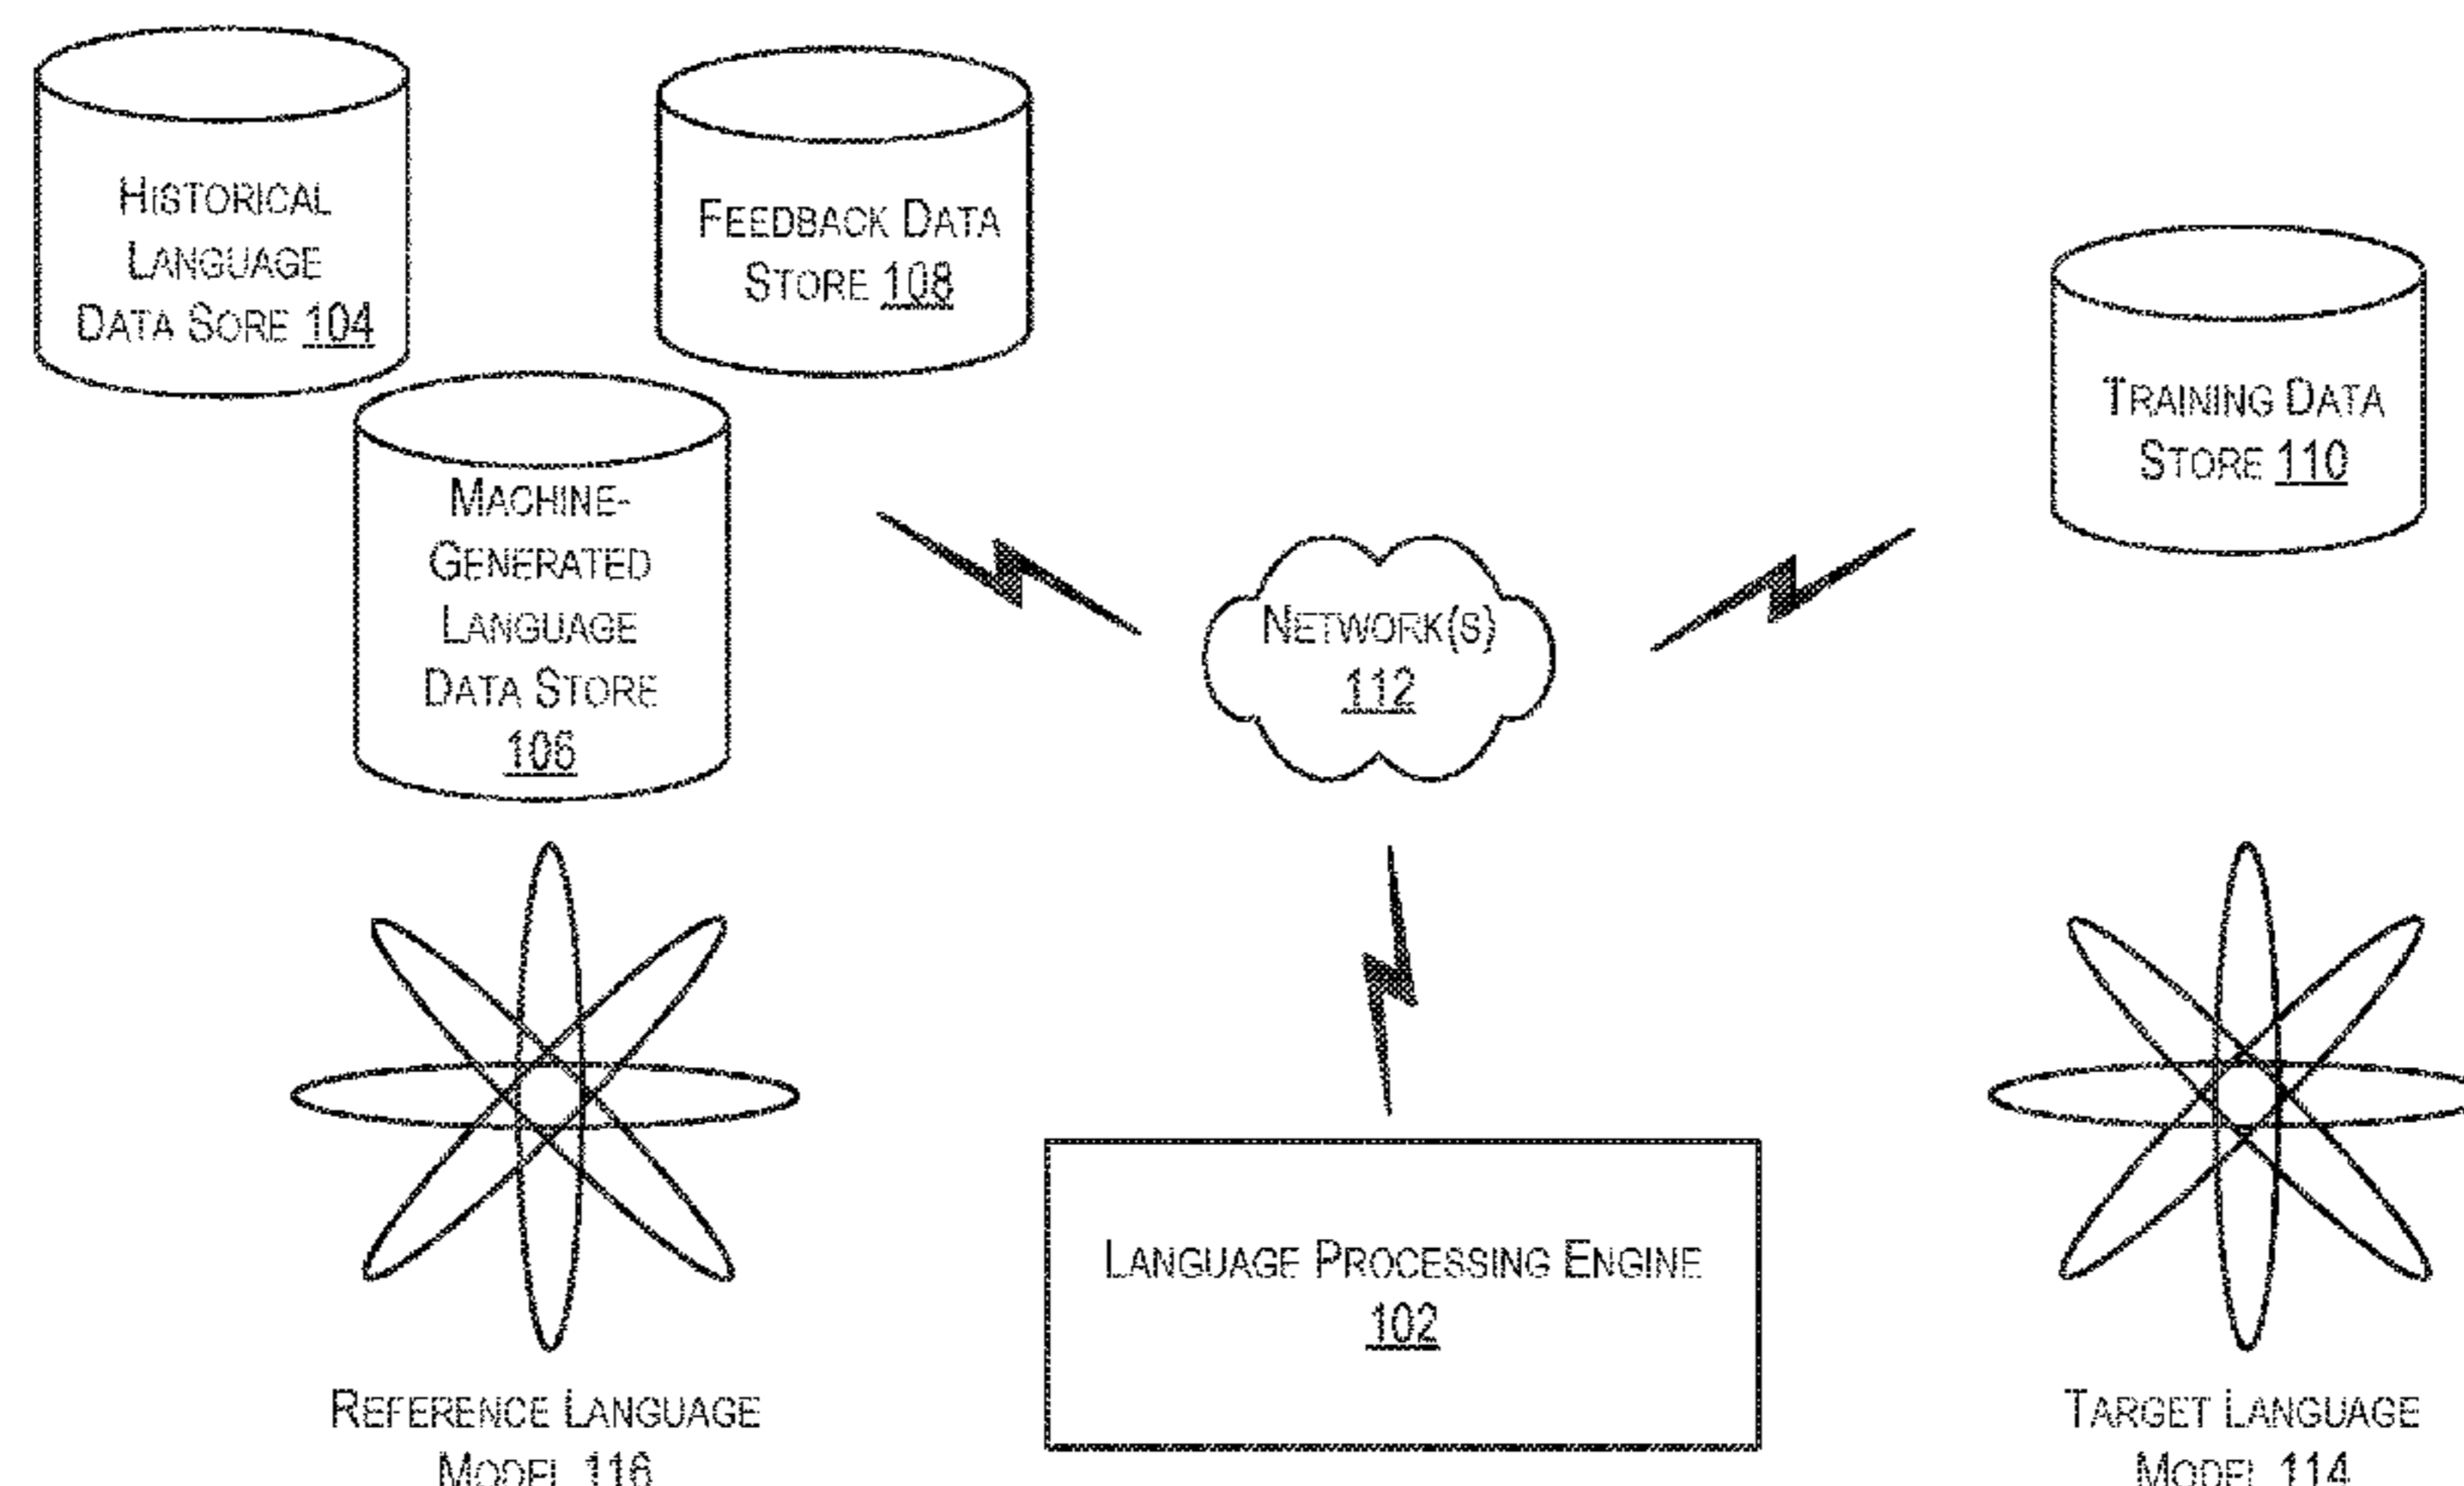 HISTORICAL
LANGUAGE
DATA SORE 104
FEEDBACK DATA
STORE 108
TRAINING DATA
STORE 110
MACHINE-
GENERATED
LANGUAGE
DATA STORE
106
NETWORK(S)
112
LANGUAGE PROCESSING ENGINE
102
REFERENCE LANGUAGE
MODEL 116
TARGET LANGUAGE
MODEL 114